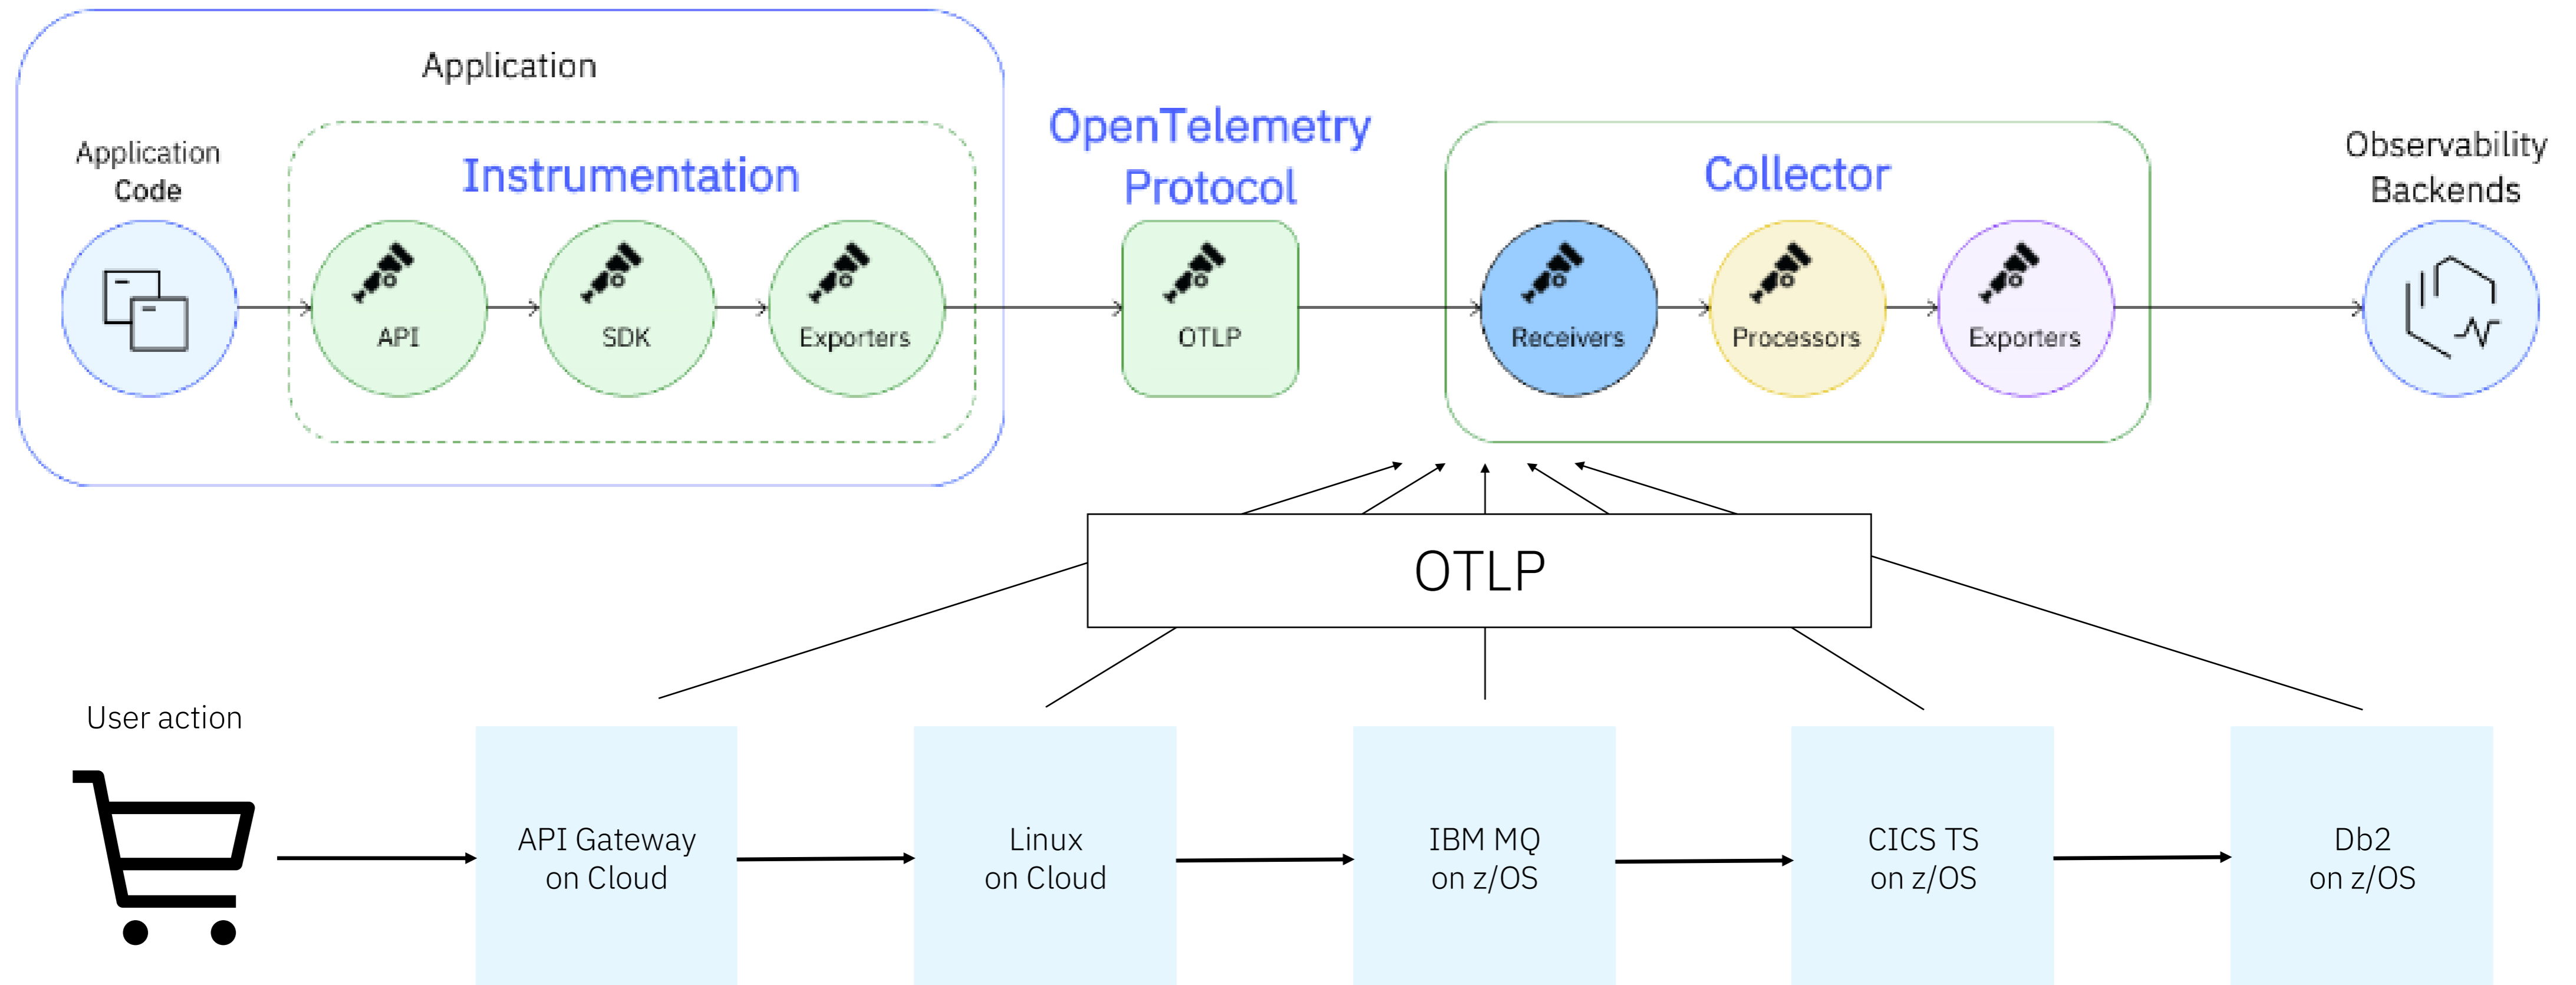 Application
Application
Code
Instrumentation
API
SDK
Exporters
OpenTelemetry
Protocol
OTLP
Collector
Receivers
Processors
Exporters
Observability
Backends
OTLP
User action
API Gateway
on Cloud
Linux
on Cloud
IBM MQ
on z/OS
CICS TS
on z/OS
Db2
on z/OS